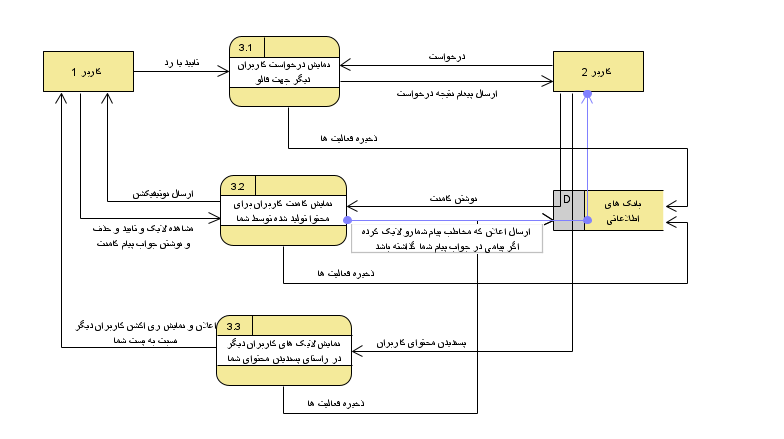 3.1
نمایش درخواست کاربران
دیگر جهت فالو
کاربر 1
تایید یا رد
درخواست
ارسال پیغام نتیجه درخواست
کاربر 2
ذخیره فعالیت ها
3.2
نمایش کامنت کاربران برای
محتوا تولید شده توسط شما
ارسال نوتیفیکشن
مشاهده لایک و تایید و حذف
و نوشتن جواب پیام کامنت
نوشتن کامنت
D
بانک های
اطلاعاتی
ارسال اعلان که مخاطب پیام شمارو لایک کرده
اگر پیامی در جواب پیام شما گذاشته باشد
ذخیره فعالیت ها
3.3
نمایش لایک های کاربران دیگر
در راستای پسندیدن محتوای شما
اعلان و نمایش ری اکشن کاربران دیگر
نسبت به پست شما
پسندیدن محتوای کاربران
ذخیره فعالیت ها